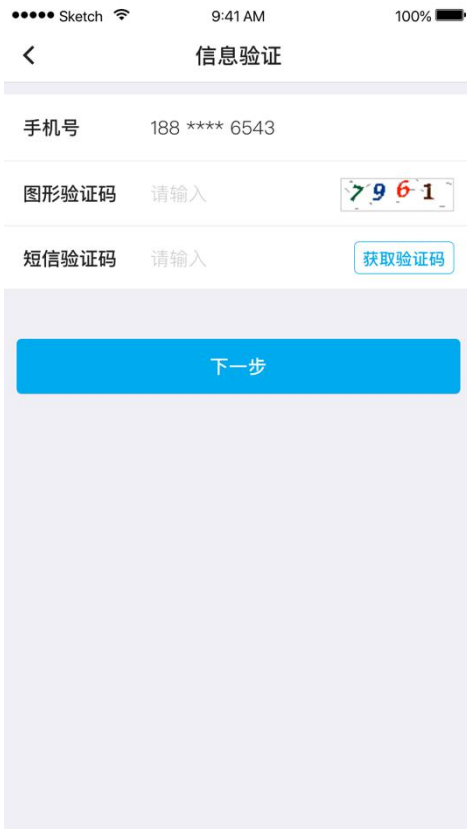 Sketch 9:41 AM 100%
信息验证
手机号 188 **** 6543
图形验证码 请输入 7961
短信验证码 请输入 获取验证码
下一步